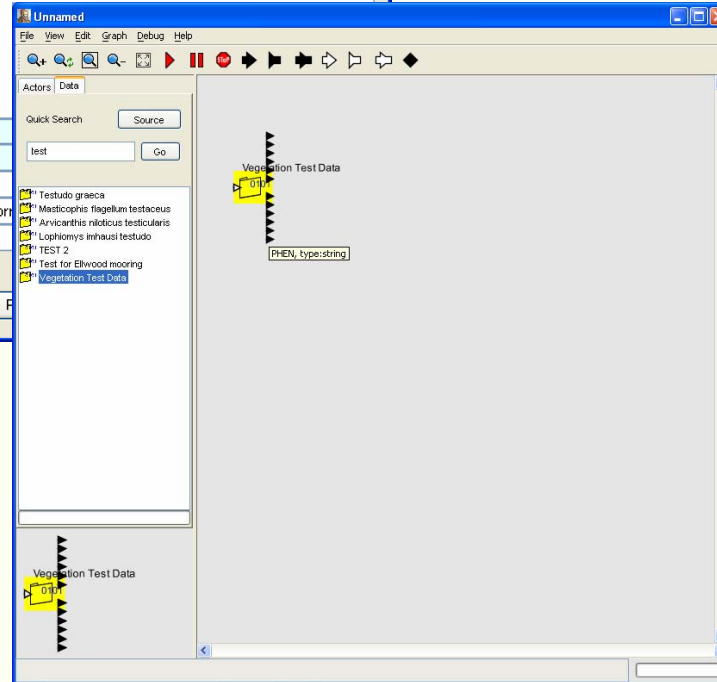 Unnamed
File View Edit Graph Debug Help
STOP
Actors Data
Quick Search Source
test Go
Testudo graeca
Masticophis flagellum testaceus
Arvicanthis niloticus testicularis
Lophiomys imhausi testudo
TEST 2
Test for Ellwood mooring
Vegetation Test Data
Vegetation Test Data
0101
PHEN, type:string
Vegetation Test Data
0101